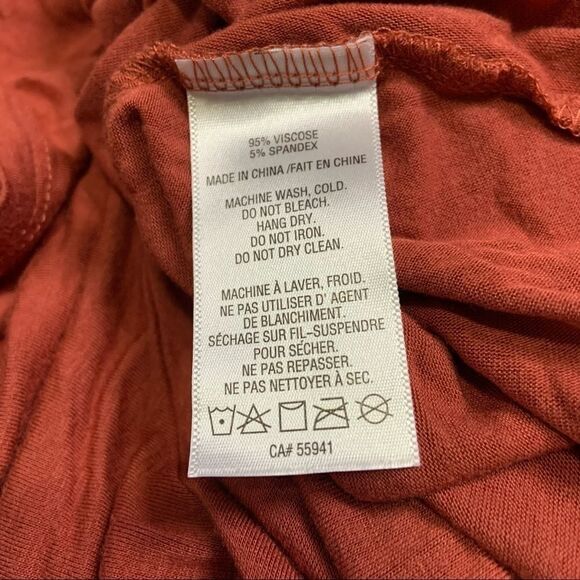 95% VISCOSE
5% SPANDEX
MADE IN CHINA /FAIT EN CHINE
MACHINE WASH, COLD.
DO NOT BLEACH.
HANG DRY.
DO NOT IRON.
DO NOT DRY CLEAN.
MACHINE À LAVER, FROID.
NE PAS UTILISER D' AGENT
DE BLANCHIMENT.
SÉCHAGE SUR FIL-SUSPENDRE
POUR SÉCHER.
NE PAS REPASSER.
NE PAS NETTOYER À SEC.
CA# 55941